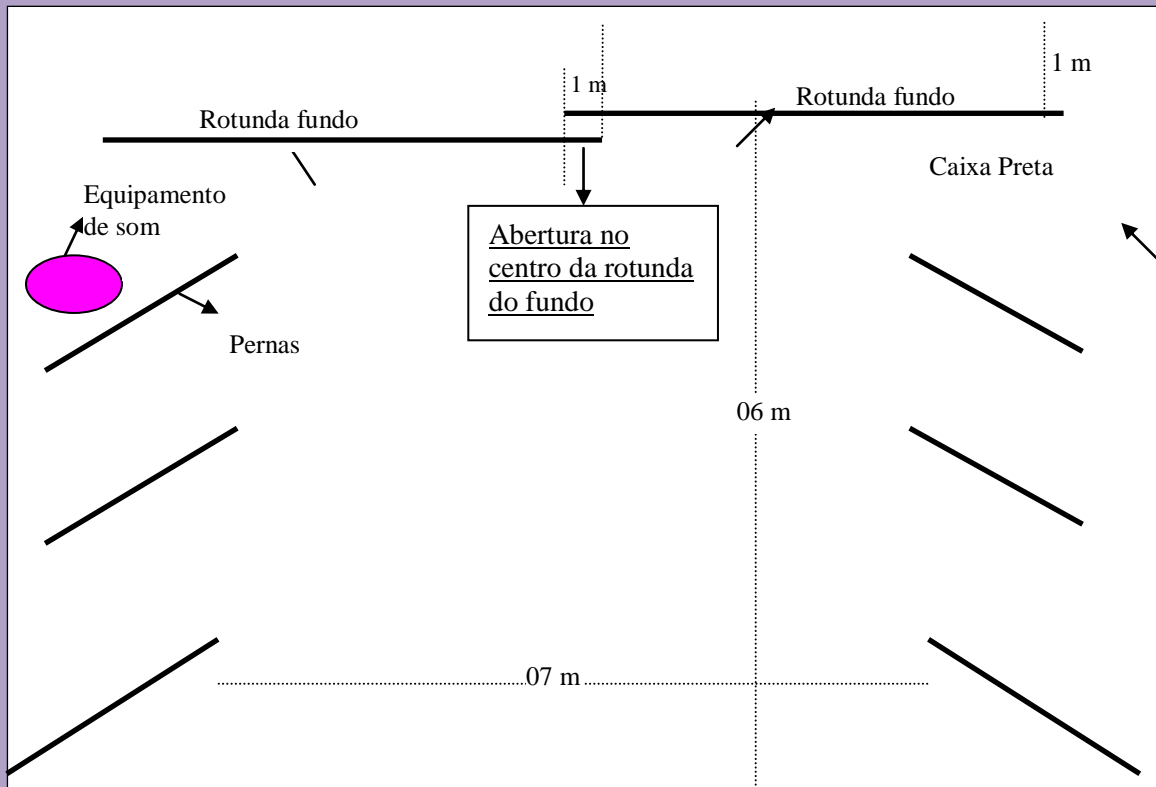 1 m
1 m
Rotunda fundo
Rotunda fundo
Caixa Preta
Equipamento
de som
Abertura no
centro da rotunda
do fundo
Pernas
06 m
07 m